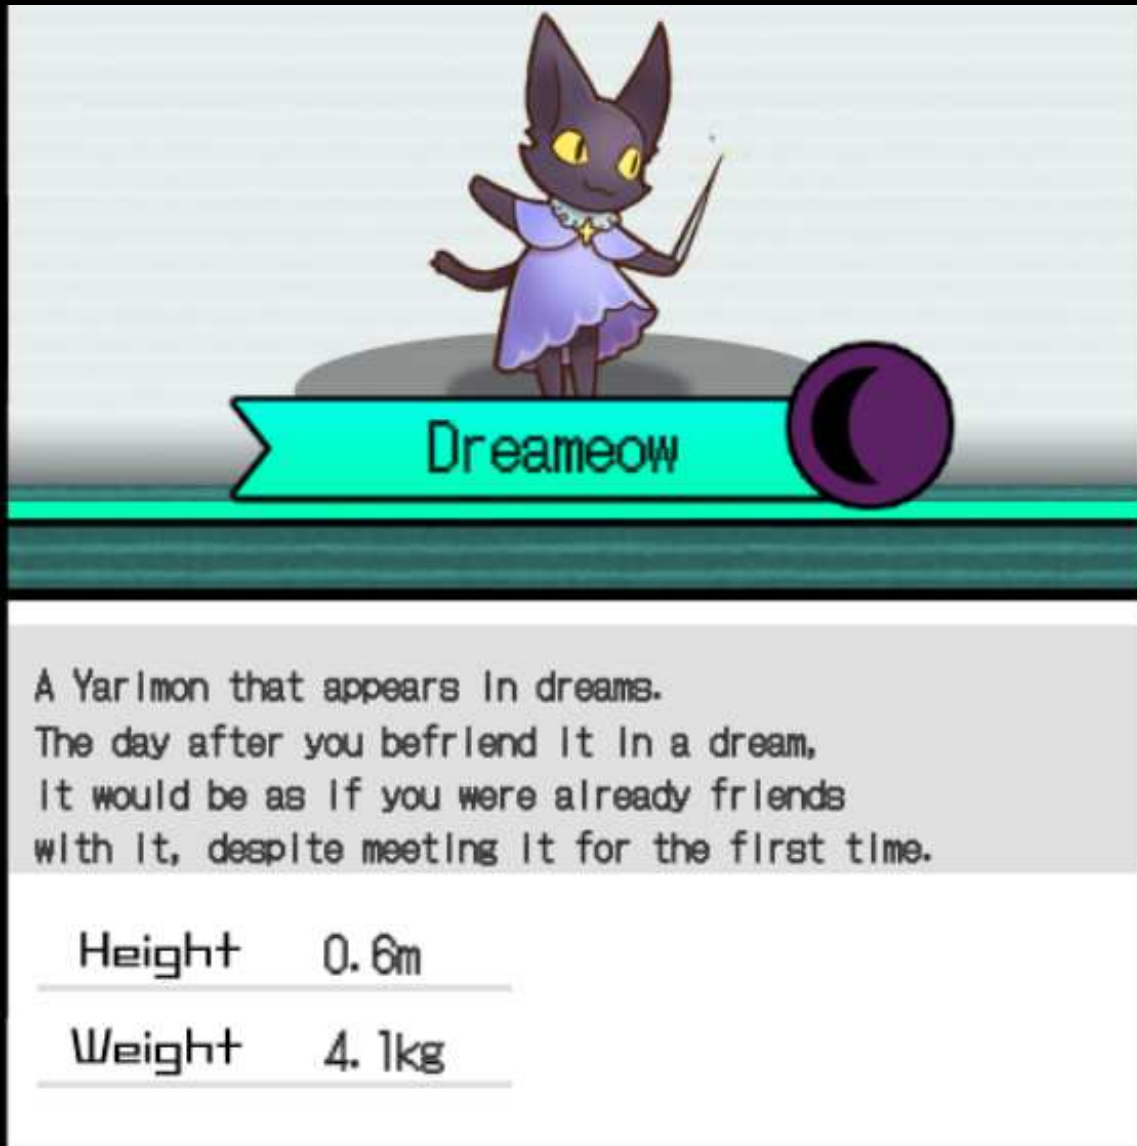 Dreameow
A Yarimon that appears in dreams.
The day after you befriend it in a dream,
it would be as if you were already friends
with it, despite meeting it for the first time.
Height 0.6m
Weight 4.1kg